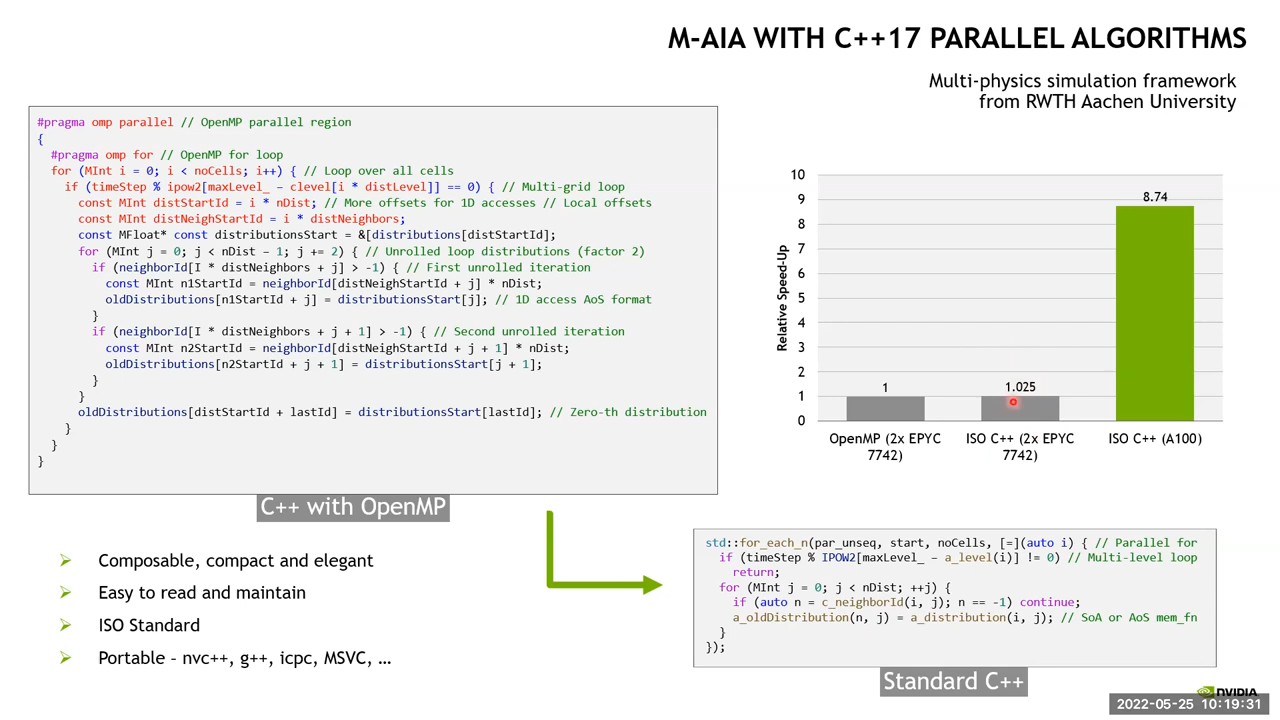 M-AIA WITH C++17 PARALLEL ALGORITHMS
Multi-physics simulation framework
from RWTH Aachen University
#pragma omp parallel // OpenMP parallel region
{
#pragma omp for // OpenMP for loop
for (MInt i = 0; i < noCells; i++) { // Loop over all cells
if (timeStep % ipow2[maxLevel_ – clevel[i * distLevel]] == 0) { // Multi-grid loop
const MInt distStartId = i * nDist; // More offsets for 1D accesses // Local offsets
const MInt distNeighStartId = i * distNeighbors;
const MFloat* const distributionsStart = &[distributions[distStartId];
for (MInt j = 0; j < nDist – 1; j += 2) { // Unrolled loop distributions (factor 2)
if (neighborId[I * distNeighbors + j] > -1) { // First unrolled iteration
const MInt n1StartId = neighborId[distNeighStartId + j] * nDist;
oldDistributions[n1StartId + j] = distributionsStart[j]; // 1D access AoS format
}
if (neighborId[I * distNeighbors + j + 1] > -1) { // Second unrolled iteration
const MInt n2StartId = neighborId[distNeighStartId + j + 1] * nDist;
oldDistributions[n2StartId + j + 1] = distributionsStart[j + 1];
}
}
oldDistributions[distStartId + lastId] = distributionsStart[lastId]; // Zero-th distribution
}
}
}
C++ with OpenMP
Relative Speed-Up
10
9
8
7
6
5
4
3
2
1
0
1
1.025
8.74
OpenMP (2x EPYC
7742)
ISO C++ (2x EPYC
7742)
ISO C++ (A100)
Composable, compact and elegant
Easy to read and maintain
ISO Standard
Portable – nvc++, g++, icpc, MSVC, …
std::for_each_n(par_unseq, start, noCells, [=](auto i) { // Parallel for
if (timeStep % IPOW2[maxLevel_ – a_level(i)] != 0) // Multi-level loop
return;
for (MInt j = 0; j < nDist; ++j) {
if (auto n = c_neighborId(i, j); n == -1) continue;
a_oldDistribution(n, j) = a_distribution(i, j); // SoA or AoS mem_fn
}
});
Standard C++
NVIDIA
2022-05-25 10:19:31